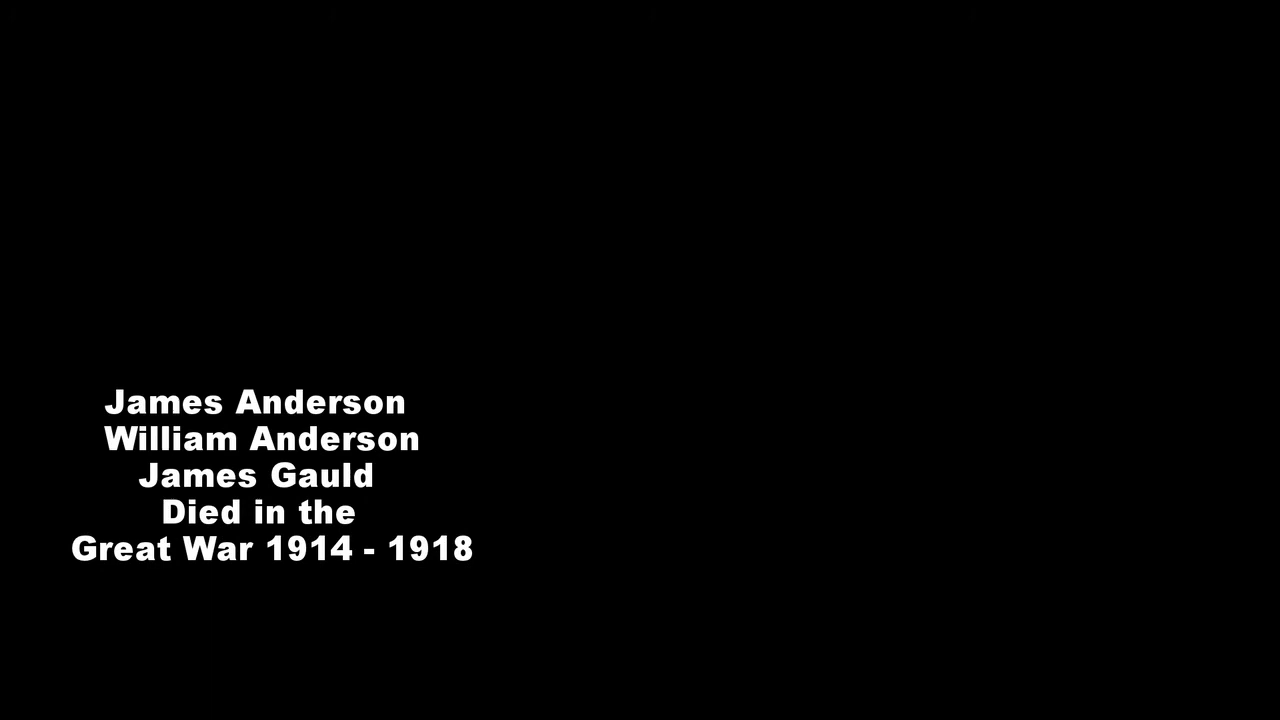 James Anderson
William Anderson
James Gauld
Died in the
Great War 1914 - 1918